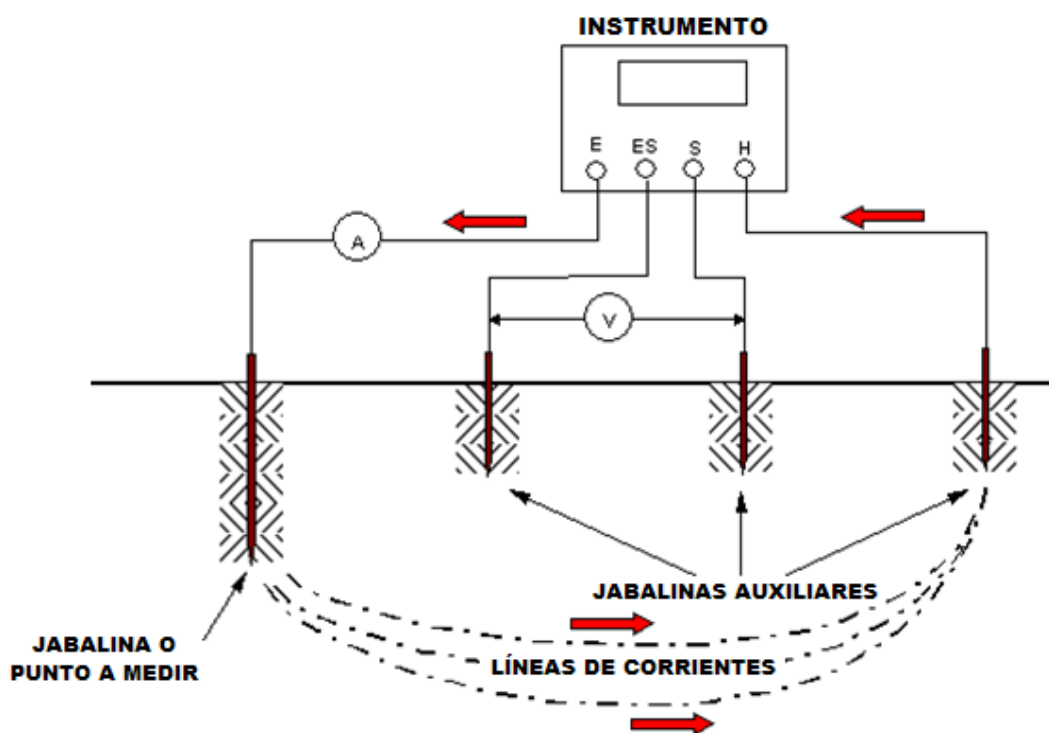 INSTRUMENTO
E ES S H
A
V
JABALINAS AUXILIARES
JABALINA O
PUNTO A MEDIR
LÍNEAS DE CORRIENTES